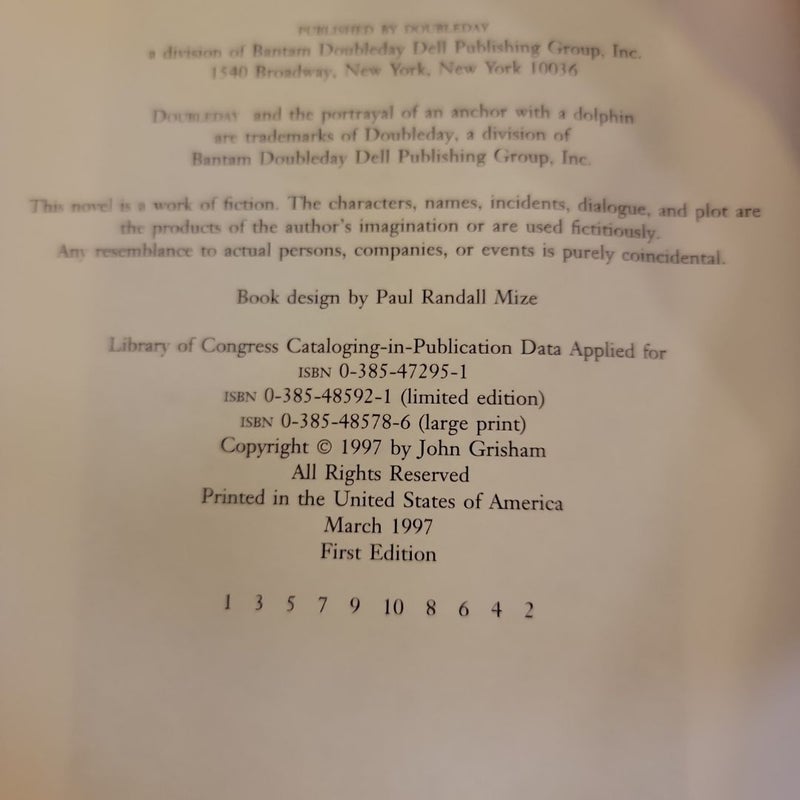 PUBLISHED BY DOUBLEDAY
a division of Bantam Doubleday Dell Publishing Group, Inc.
1540 Broadway, New York, New York 10036
DOUBLEDAY and the portrayal of an anchor with a dolphin
are trademarks of Doubleday, a division of
Bantam Doubleday Dell Publishing Group, Inc.
This novel is a work of fiction. The characters, names, incidents, dialogue, and plot are
the products of the author's imagination or are used fictitiously.
Any resemblance to actual persons, companies, or events is purely coincidental.
Book design by Paul Randall Mize
Library of Congress Cataloging-in-Publication Data Applied for
ISBN 0-385-47295-1
ISBN 0-385-48592-1 (limited edition)
ISBN 0-385-48578-6 (large print)
Copyright © 1997 by John Grisham
All Rights Reserved
Printed in the United States of America
March 1997
First Edition
1 3 5 7 9 10 8 6 4 2